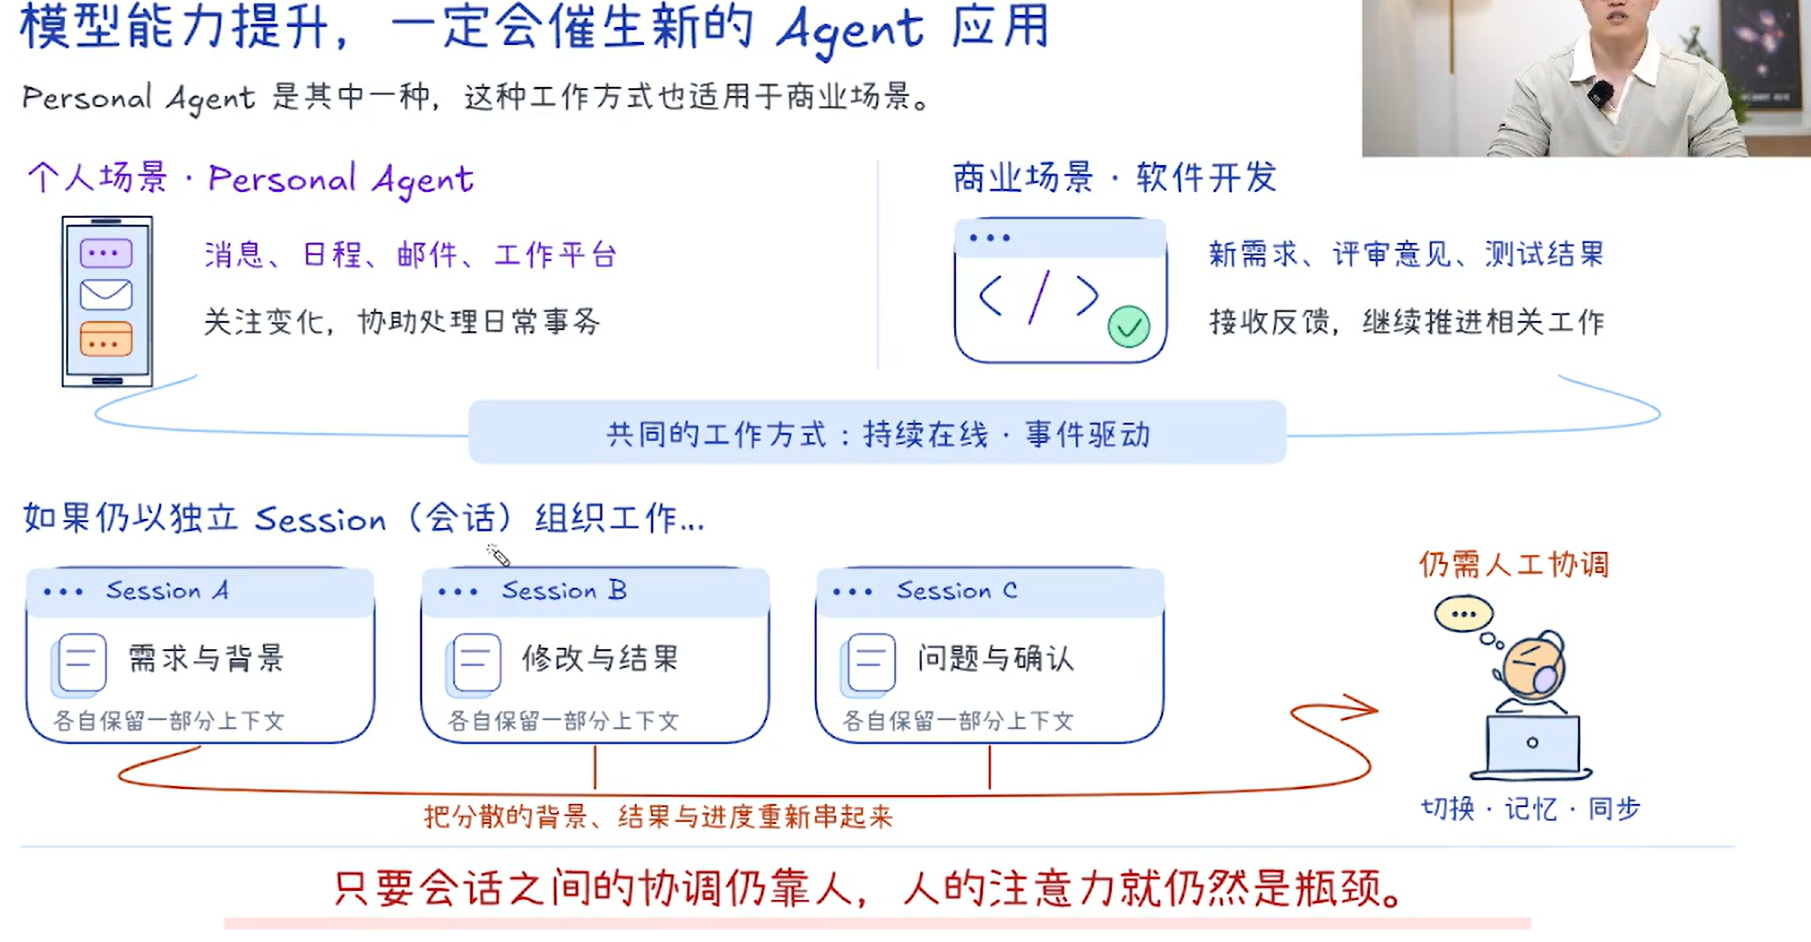 模型能力提升，一定会催生新的 Agent 应用
Personal Agent 是其中一种，这种工作方式也适用于商业场景。
个人场景 · Personal Agent
消息、日程、邮件、工作平台
关注变化，协助处理日常事务
商业场景 · 软件开发
新需求、评审意见、测试结果
接收反馈，继续推进相关工作
共同的工作方式：持续在线 · 事件驱动
如果仍以独立 Session（会话）组织工作...
Session A
需求与背景
各自保留一部分上下文
Session B
修改与结果
各自保留一部分上下文
Session C
问题与确认
各自保留一部分上下文
仍需人工协调
切换 · 记忆 · 同步
把分散的背景、结果与进度重新串起来
只要会话之间的协调仍靠人，人的注意力就仍然是瓶颈。